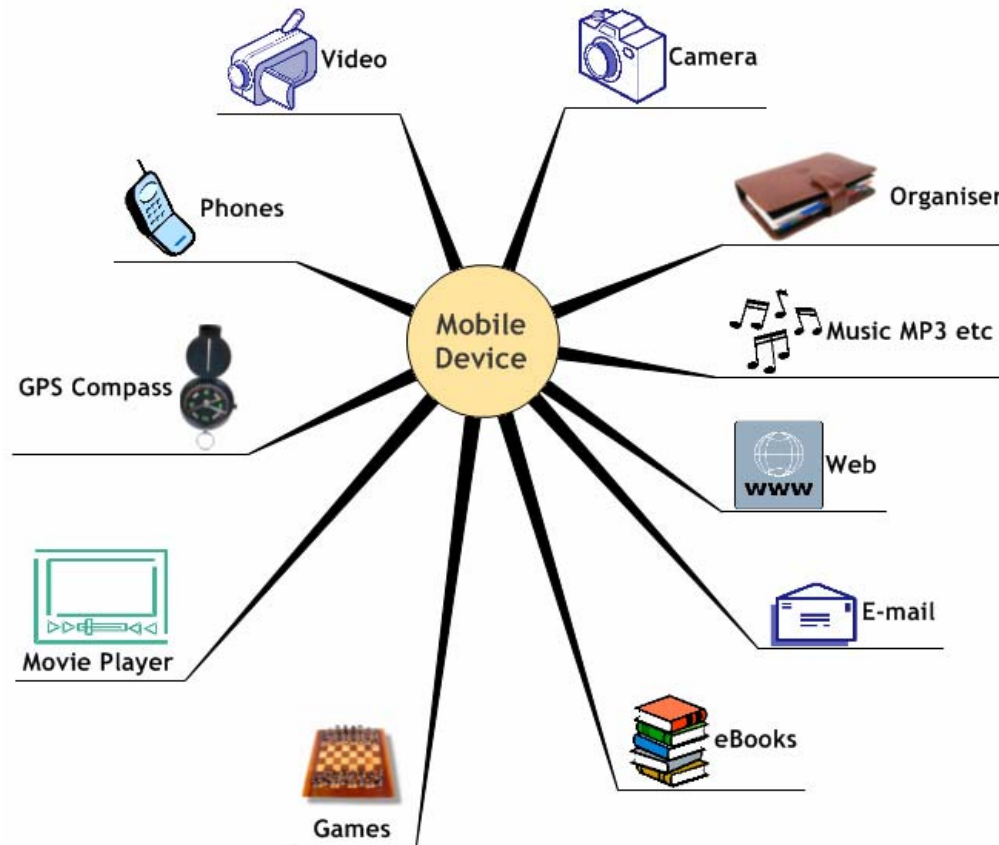 Video
Camera
Phones
Organiser
Mobile
Device
Music MP3 etc
GPS Compass
Web
www
E-mail
Movie Player
eBooks
Games